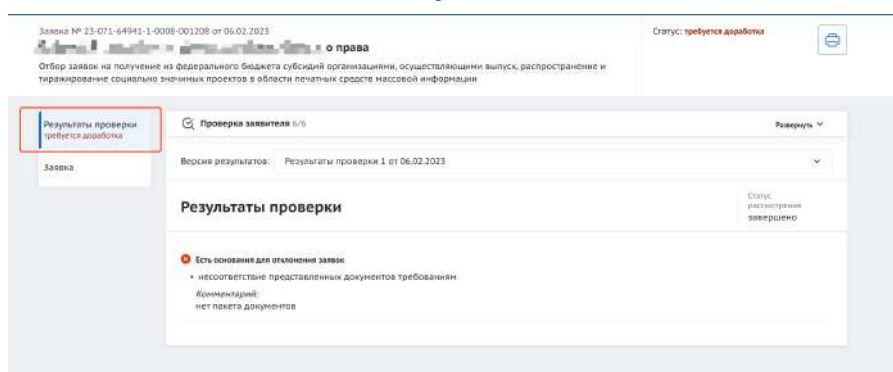 Заявка № 23-071-64941-1-0008-001208 от 06.02.2023
Статус: требуется доработка
о права
Отбор заявок на получение из федерального бюджета субсидий организациями, осуществляющими выпуск, распространение и
тиражирование социально значимых проектов в области печатных средств массовой информации
Результаты проверки
требуется доработка
Заявка
Проверка заявителя 6/6
Развернуть
Версия результатов:
Результаты проверки 1 от 06.02.2023
Результаты проверки
Статус
рассмотрения
завершено
Есть основания для отклонения заявок
• несоответствие представленных документов требованиям
Комментарий:
нет пакета документов